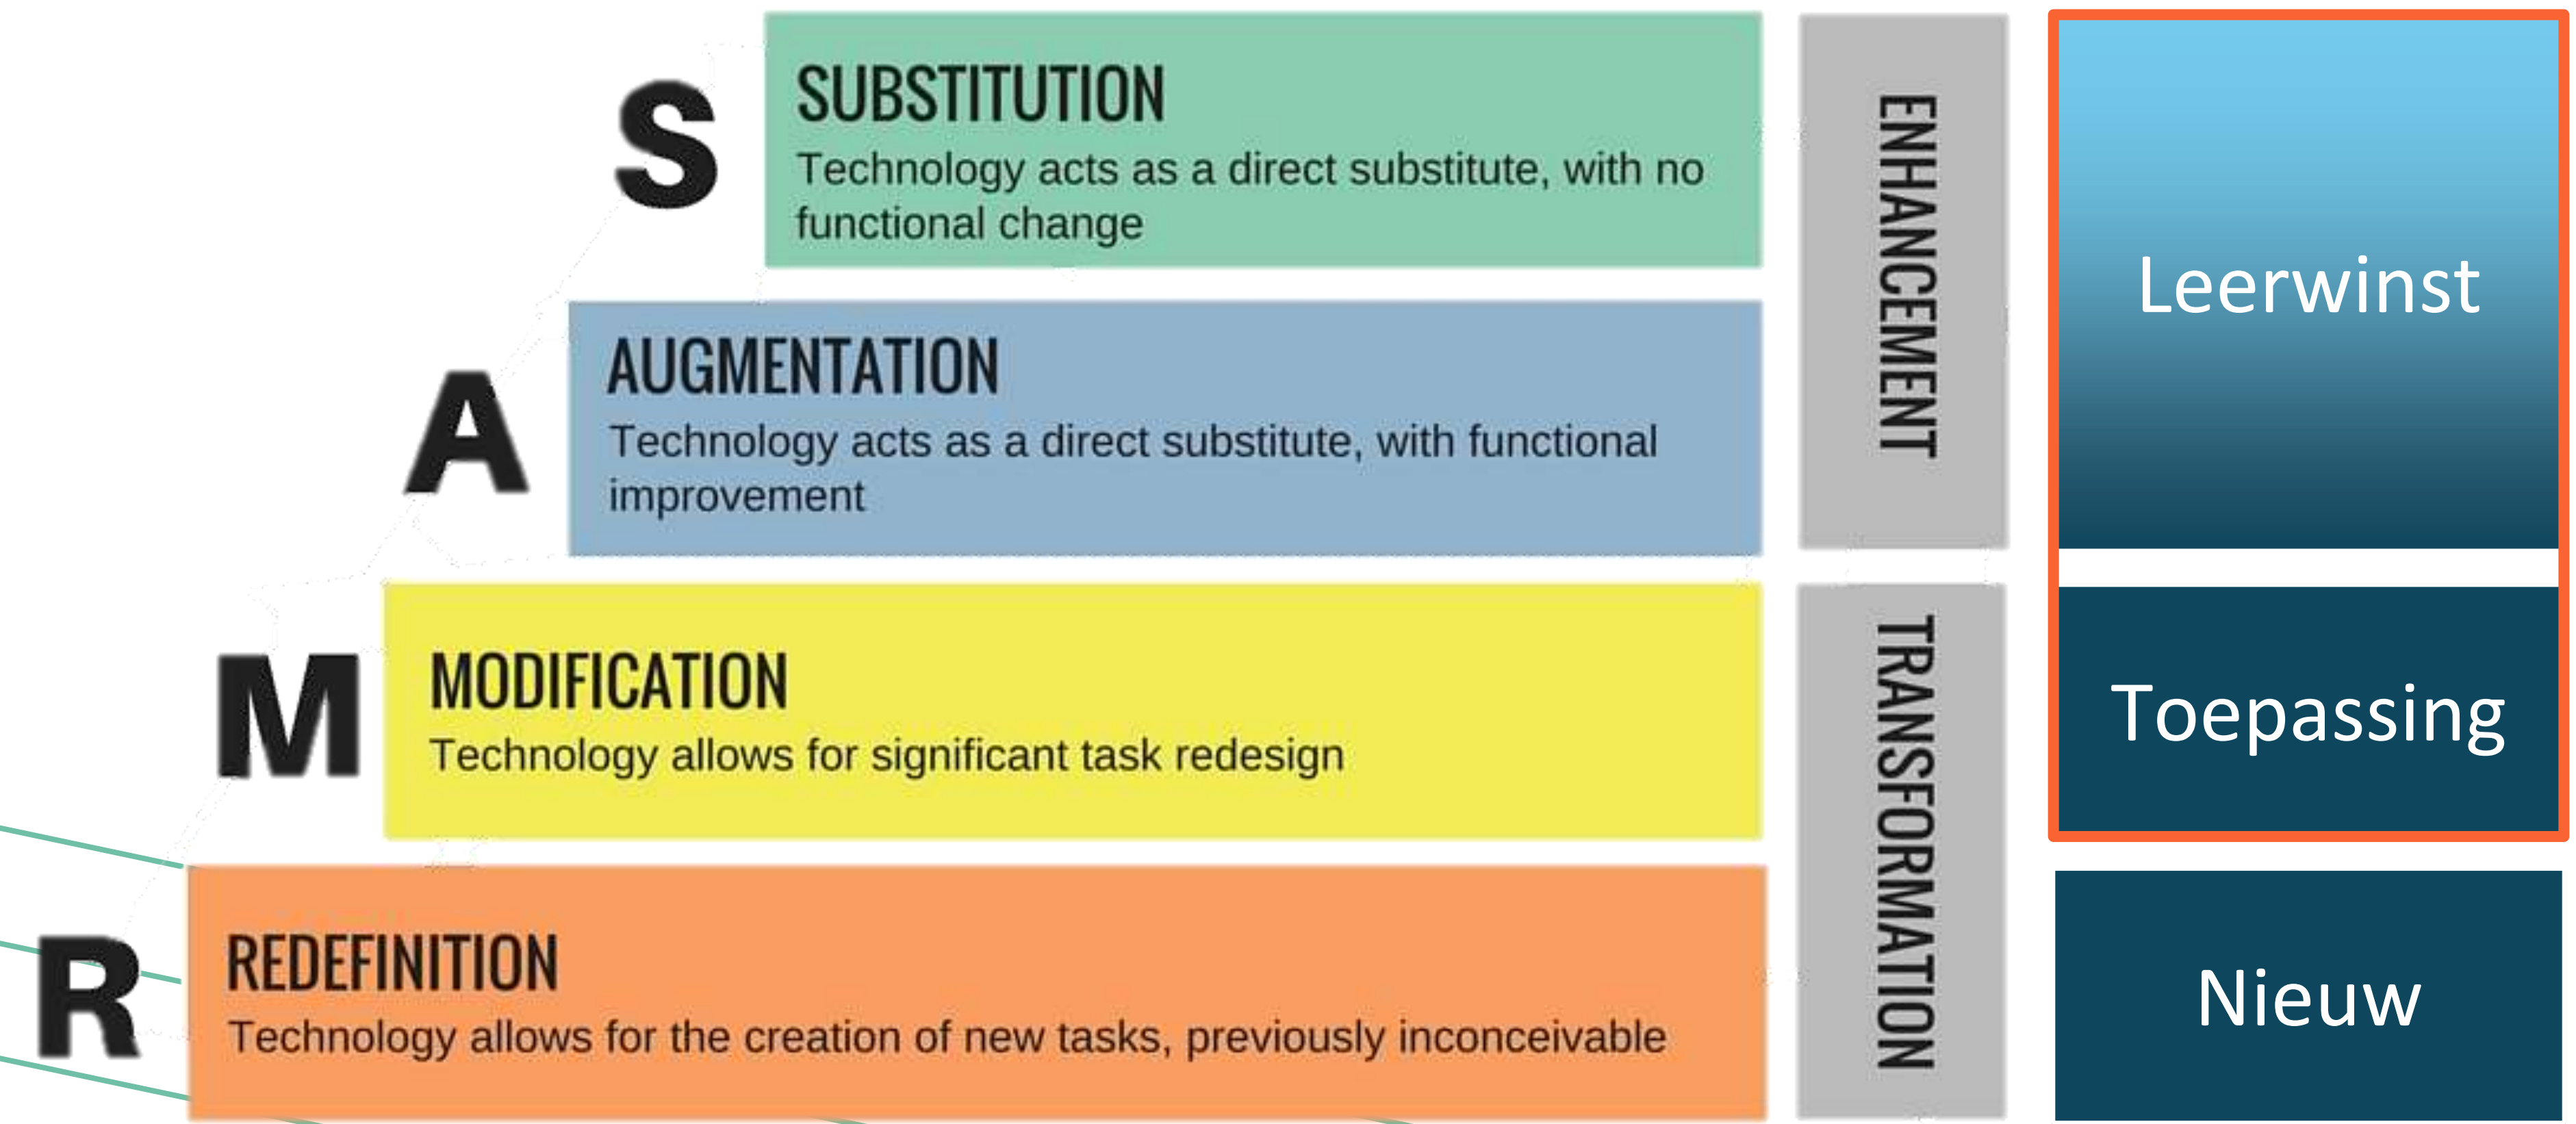 S
SUBSTITUTION
Technology acts as a direct substitute, with no
functional change
A
AUGMENTATION
Technology acts as a direct substitute, with functional
improvement
M
MODIFICATION
Technology allows for significant task redesign
R
REDEFINITION
Technology allows for the creation of new tasks, previously inconceivable
ENHANCEMENT
TRANSFORMATION
Leerwinst
Toepassing
Nieuw